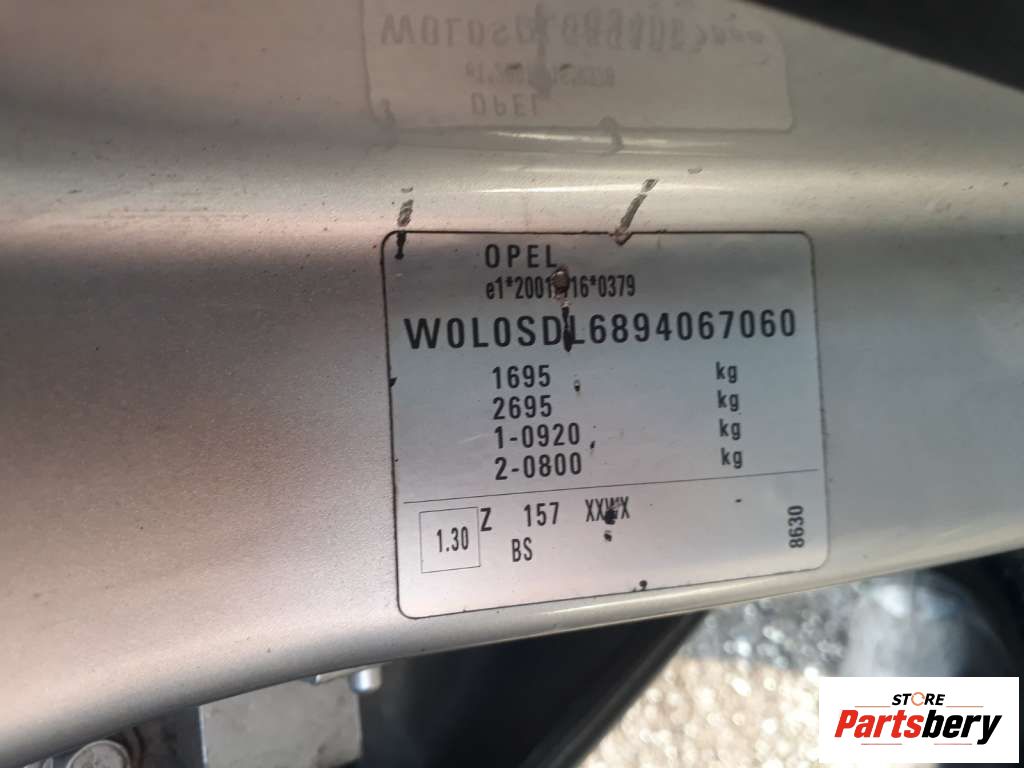 OPEL
e1*2001 16*0379
W0L0SDL6894067060
1695 kg
2695 kg
1-0920 kg
2-0800 kg
1.30 Z 157 XXWX
BS
8630
STORE
Partsbery